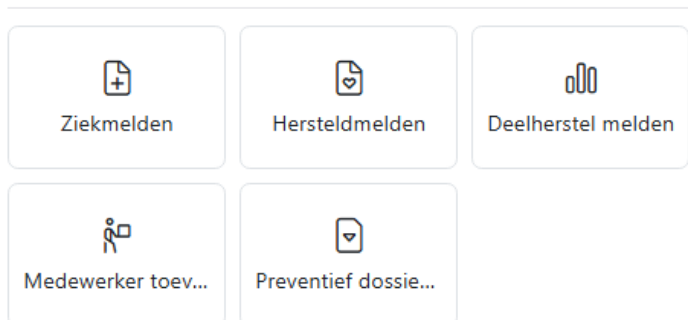 Ziekmelden
Hersteldmelden
Deelherstel melden
Medewerker toev...
Preventief dossie...